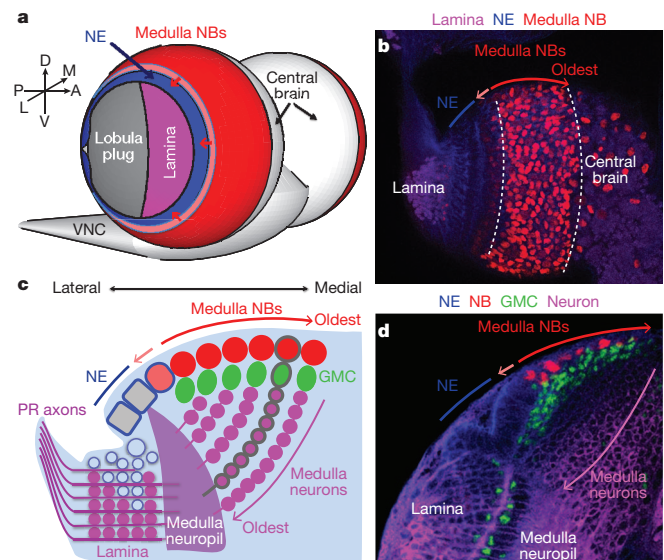 a
Medulla NBs
NE
D
M
P
A
L
V
Central
brain
Lobula
plug
Lamina
VNC
Lamina NE Medulla NB
b
Medulla NBs
Oldest
NE
Lamina
Central
brain
c
Lateral
Medial
Medulla NBs
Oldest
NE
GMC
PR axons
Medulla
neurons
Oldest
Medulla
neuropil
Lamina
NE NB GMC Neuron
Medulla NBs
d
NE
Medulla
neurons
Lamina
Medulla
neuropil